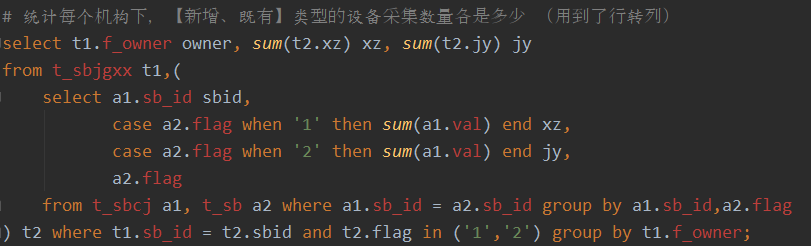 # 统计每个机构下，【新增、既有】类型的设备采集数量各是多少 （用到了行转列）
select t1.f_owner owner, sum(t2.xz) xz, sum(t2.jy) jy
from t_sbjgxx t1,(
select a1.sb_id sbid,
case a2.flag when '1' then sum(a1.val) end xz,
case a2.flag when '2' then sum(a1.val) end jy,
a2.flag
from t_sbcj a1, t_sb a2 where a1.sb_id = a2.sb_id group by a1.sb_id,a2.flag
) t2 where t1.sb_id = t2.sbid and t2.flag in ('1','2') group by t1.f_owner;